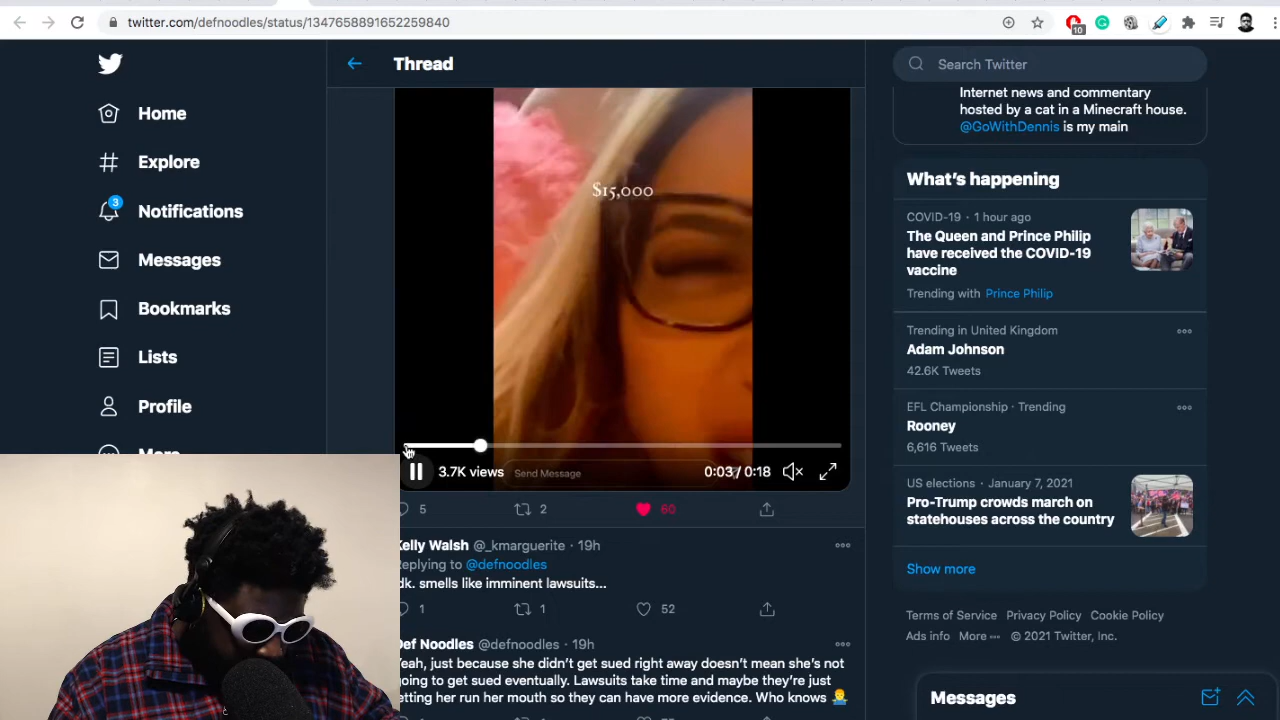 twitter.com/defnoodles/status/1347658891652259840
10
Home
Explore
3
Notifications
Messages
Bookmarks
Lists
Profile
Thread
$15,000
3.7K views
Send Message
0:03 / 0:18
5
2
60
Kelly Walsh @_kmarguerite · 19h
Replying to @defnoodles
dk. smells like imminent lawsuits...
1
1
52
Def Noodles @defnoodles · 19h
eah, just because she didn't get sued right away doesn't mean she's not
oing to get sued eventually. Lawsuits take time and maybe they're just
etting her run her mouth so they can have more evidence. Who knows
Search Twitter
Internet news and commentary
hosted by a cat in a Minecraft house.
@GoWithDennis is my main
What's happening
COVID-19 · 1 hour ago
The Queen and Prince Philip
have received the COVID-19
vaccine
Trending with Prince Philip
Trending in United Kingdom
Adam Johnson
42.6K Tweets
EFL Championship · Trending
Rooney
6,616 Tweets
US elections · January 7, 2021
Pro-Trump crowds march on
statehouses across the country
Show more
Terms of Service Privacy Policy Cookie Policy
Ads info More © 2021 Twitter, Inc.
Messages